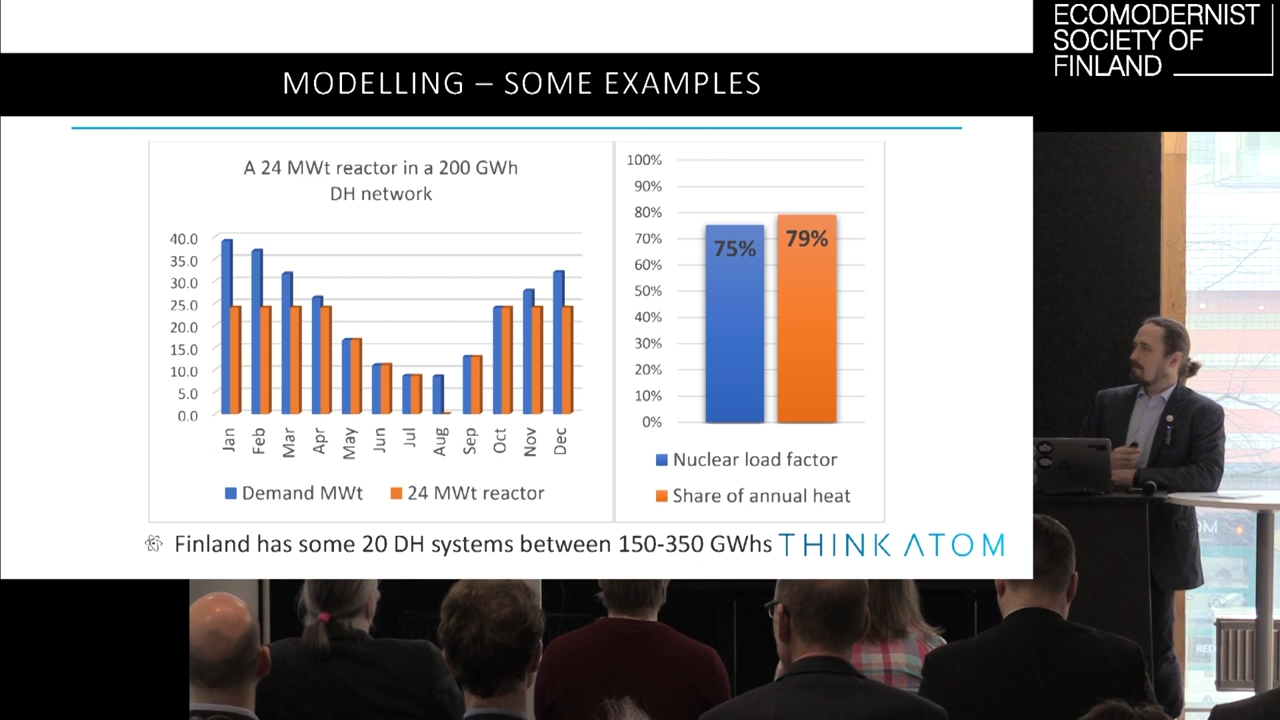 ECOMODERNIST
SOCIETY OF
FINLAND
MODELLING – SOME EXAMPLES
A 24 MWt reactor in a 200 GWh
DH network
40.0
35.0
30.0
25.0
20.0
15.0
10.0
5.0
0.0
Jan
Feb
Mar
Apr
May
Jun
Jul
Aug
Sep
Oct
Nov
Dec
Demand MWt
24 MWt reactor
100%
90%
80%
70%
60%
50%
40%
30%
20%
10%
0%
75%
79%
Nuclear load factor
Share of annual heat
Finland has some 20 DH systems between 150-350 GWhs
THINK ATOM